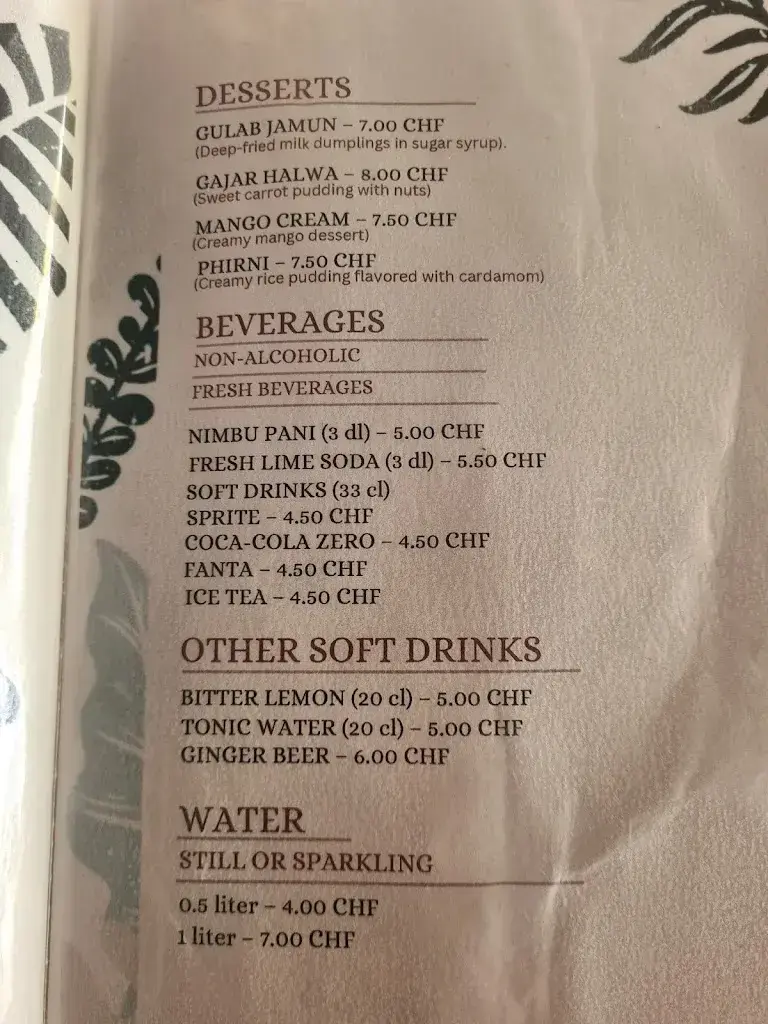 DESSERTS
GULAB JAMUN – 7.00 CHF
(Deep-fried milk dumplings in sugar syrup).
GAJAR HALWA – 8.00 CHF
(Sweet carrot pudding with nuts)
MANGO CREAM – 7.50 CHF
(Creamy mango dessert)
PHIRNI – 7.50 CHF
(Creamy rice pudding flavored with cardamom)
BEVERAGES
NON-ALCOHOLIC
FRESH BEVERAGES
NIMBU PANI (3 dl) – 5.00 CHF
FRESH LIME SODA (3 dl) – 5.50 CHF
SOFT DRINKS (33 cl)
SPRITE – 4.50 CHF
COCA-COLA ZERO – 4.50 CHF
FANTA – 4.50 CHF
ICE TEA – 4.50 CHF
OTHER SOFT DRINKS
BITTER LEMON (20 cl) – 5.00 CHF
TONIC WATER (20 cl) – 5.00 CHF
GINGER BEER – 6.00 CHF
WATER
STILL OR SPARKLING
0.5 liter – 4.00 CHF
1 liter – 7.00 CHF